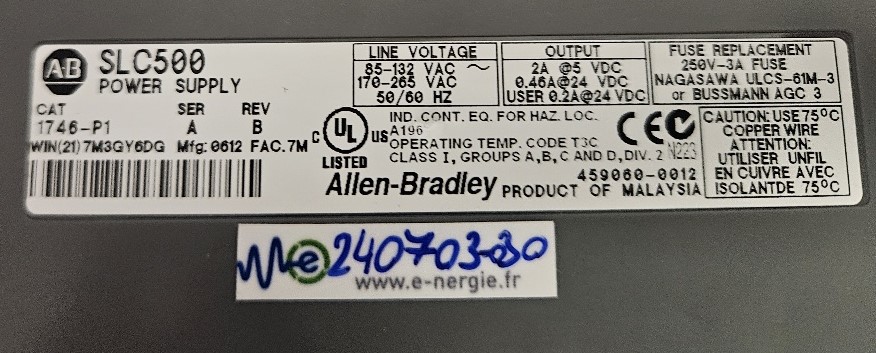 AB SLC500
POWER SUPPLY
CAT SER REV
1746-P1 A B
WIN(21) 7M3GY6DG Mfg: 0612 FAC. 7M
LINE VOLTAGE
85-132 VAC ~
170-265 VAC
50/60 HZ
OUTPUT
2A @5 VDC
0.46A@24 VDC
USER 0.2A@24 VDC
FUSE REPLACEMENT
250V-3A FUSE
NAGASAWA ULCS-61M-3
or BUSSMANN AGC 3
C UL US
LISTED
IND. CONT. EQ. FOR HAZ. LOC.
A196
OPERATING TEMP. CODE T3C
CLASS I, GROUPS A, B, C AND D, DIV. 2
CE
N223
Allen-Bradley
459060-0012
PRODUCT OF MALAYSIA
CAUTION: USE 75°C
COPPER WIRE
ATTENTION:
UTILISER UNFIL
EN CUIVRE AVEC
ISOLANTDE 75°C
e 240703-030
www.e-nergie.fr